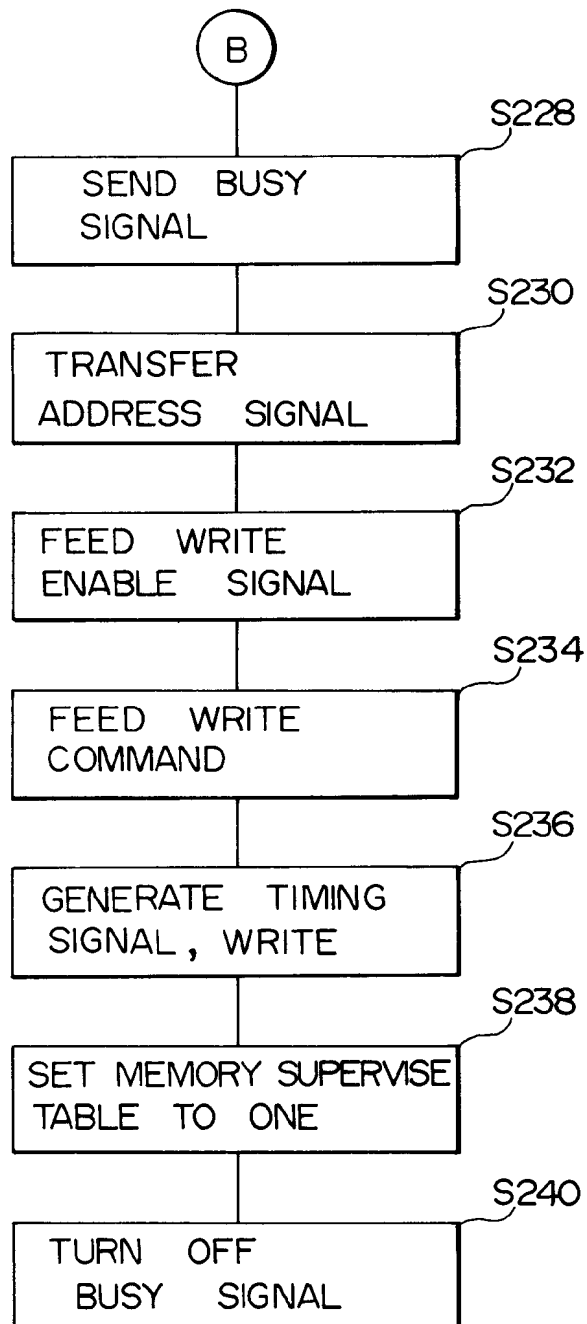 B
S228
SEND BUSY
SIGNAL
S230
TRANSFER
ADDRESS SIGNAL
S232
FEED WRITE
ENABLE SIGNAL
S234
FEED WRITE
COMMAND
S236
GENERATE TIMING
SIGNAL, WRITE
S238
SET MEMORY SUPERVISE
TABLE TO ONE
S240
TURN OFF
BUSY SIGNAL